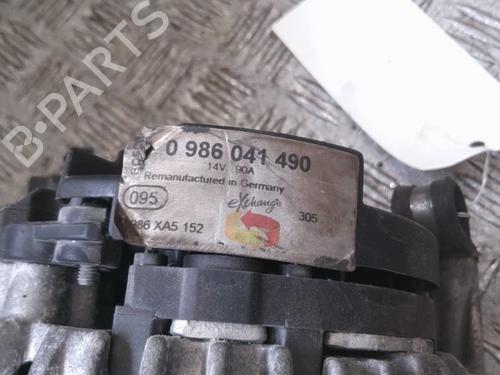 0 986 041 490
14V 90A
Remanufactured in Germany
095
eXchange
305
986 XA5 152
B-PARTS